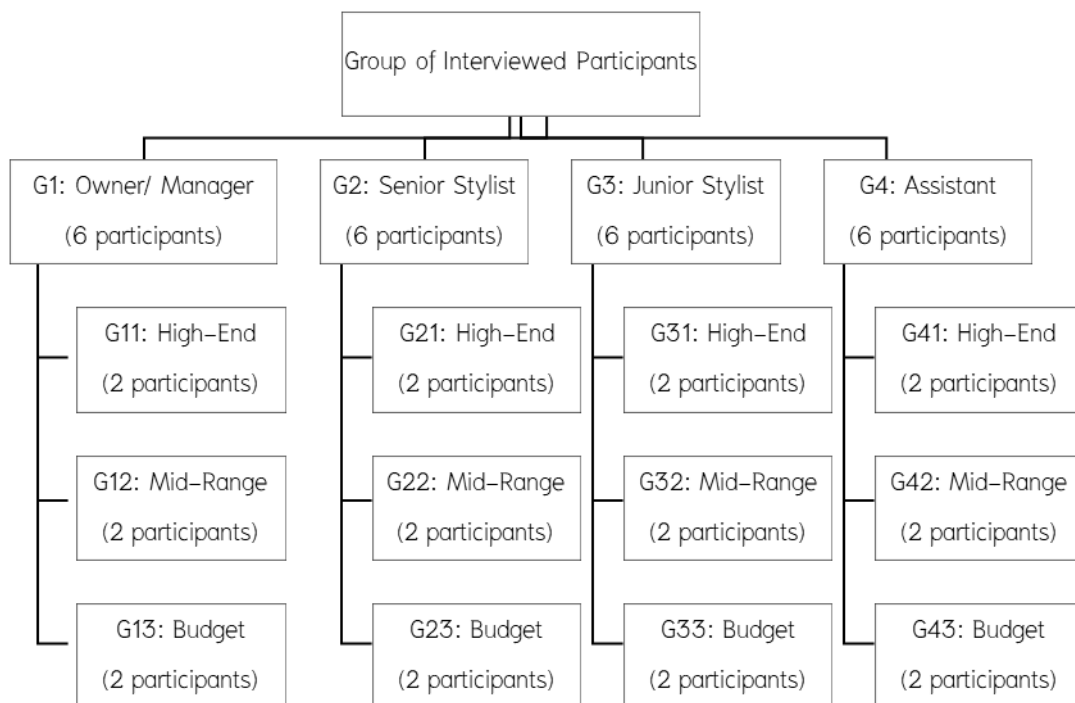 Group of Interviewed Participants
G1: Owner/ Manager
(6 participants)
G2: Senior Stylist
(6 participants)
G3: Junior Stylist
(6 participants)
G4: Assistant
(6 participants)
G11: High-End
(2 participants)
G21: High-End
(2 participants)
G31: High-End
(2 participants)
G41: High-End
(2 participants)
G12: Mid-Range
(2 participants)
G22: Mid-Range
(2 participants)
G32: Mid-Range
(2 participants)
G42: Mid-Range
(2 participants)
G13: Budget
(2 participants)
G23: Budget
(2 participants)
G33: Budget
(2 participants)
G43: Budget
(2 participants)